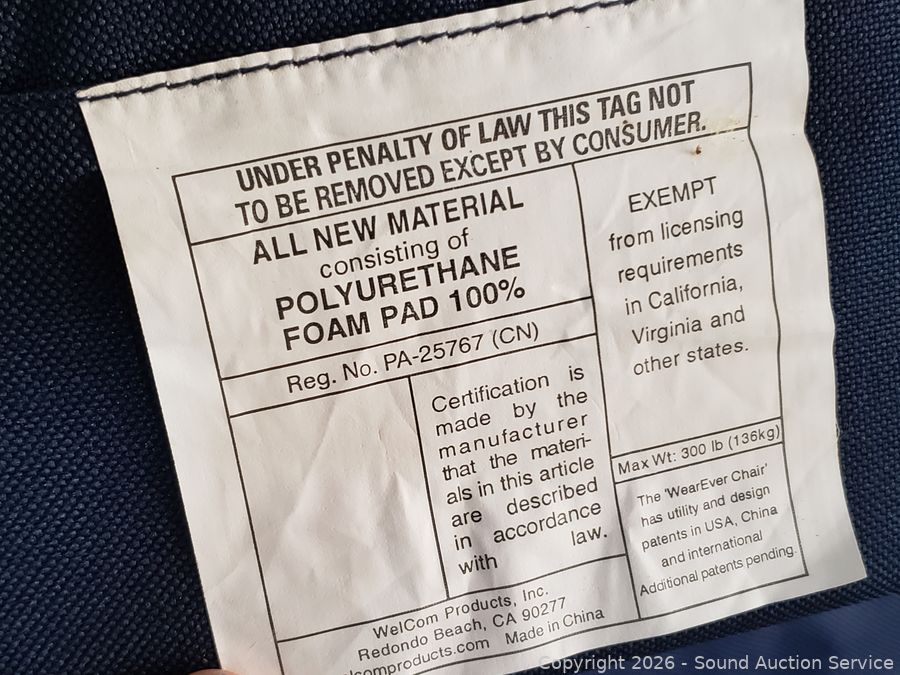 UNDER PENALTY OF LAW THIS TAG NOT
TO BE REMOVED EXCEPT BY CONSUMER.
ALL NEW MATERIAL
consisting of
POLYURETHANE
FOAM PAD 100%
Reg. No. PA-25767 (CN)
Certification is
made by the
manufacturer
that the materi-
als in this article
are described
in accordance
with law.
EXEMPT
from licensing
requirements
in California,
Virginia and
other states.
Max Wt: 300 lb (136kg)
The 'WearEver Chair'
has utility and design
patents in USA, China
and international
Additional patents pending.
WelCom Products, Inc.
Redondo Beach, CA 90277
lcomproducts.com Made in China
Copyright 2026 - Sound Auction Service